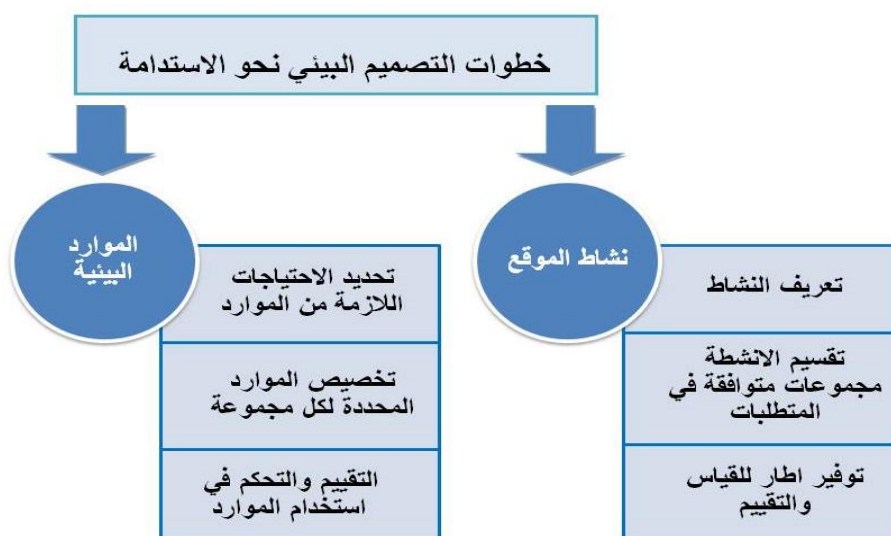 خطوات التصميم البيئي نحو الاستدامة
نشاط الموقع
تعريف النشاط
تقسيم الانشطة
مجموعات متوافقة في
المتطلبات
توفير اطار للقياس
والتقييم
الموارد
البيئية
تحديد الاحتياجات
اللازمة من الموارد
تخصيص الموارد
المحددة لكل مجموعة
التقييم والتحكم في
استخدام الموارد